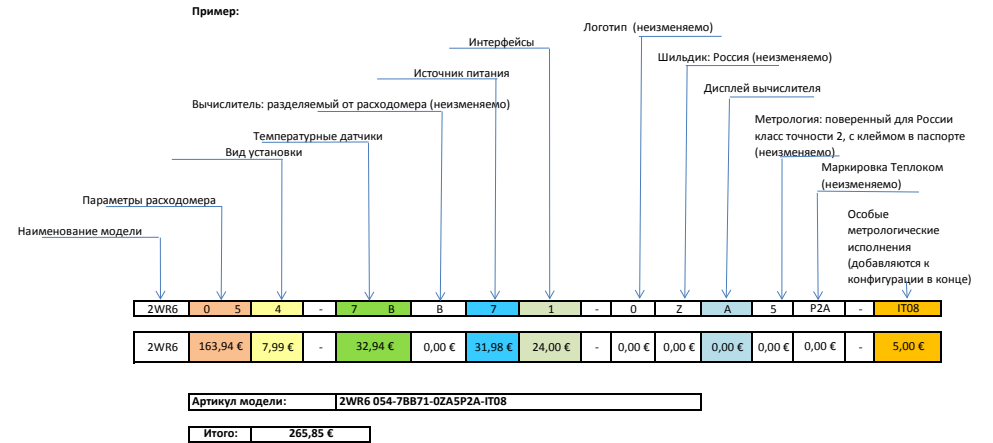 Пример:
Логотип (неизменяемо)
Интерфейсы
Шильдик: Россия (неизменяемо)
Источник питания
Дисплей вычислителя
Вычислитель: разделяемый от расходомера (неизменяемо)
Метрология: поверенный для России
класс точности 2, с клеймом в паспорте
(неизменяемо)
Температурные датчики
Вид установки
Маркировка Теплоком
(неизменяемо)
Параметры расходомера
Особые
метрологические
исполнения
(добавляются к
конфигурации в конце)
Наименование модели
2WR6 0 5 4 - 7 B B 7 1 - 0 Z A 5 P2A - IT08
2WR6 163,94 € 7,99 € - 32,94 € 0,00 € 31,98 € 24,00 € - 0,00 € 0,00 € 0,00 € 0,00 € 0,00 € - 5,00 €
Артикул модели: 2WR6 054-7BB71-0ZA5P2A-IT08
Итого: 265,85 €